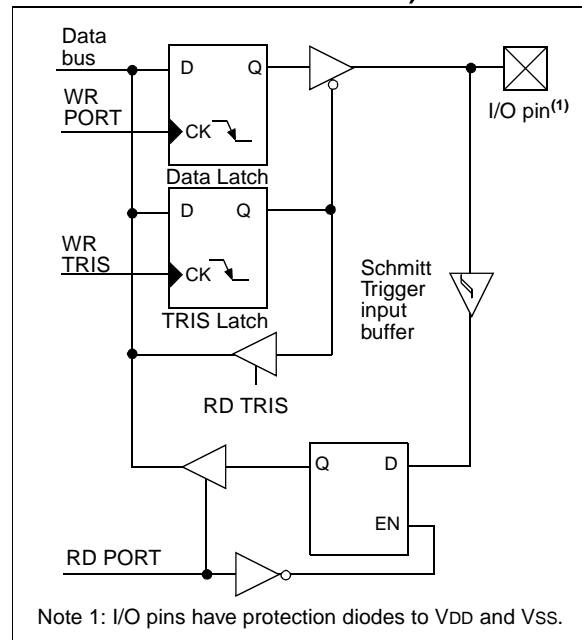 Data
bus
D Q
WR
PORT
CK
I/O pin(1)
Data Latch
D Q
WR
TRIS
CK
Schmitt
Trigger
input
buffer
TRIS Latch
RD TRIS
Q D
EN
RD PORT
Note 1: I/O pins have protection diodes to VDD and VSS.